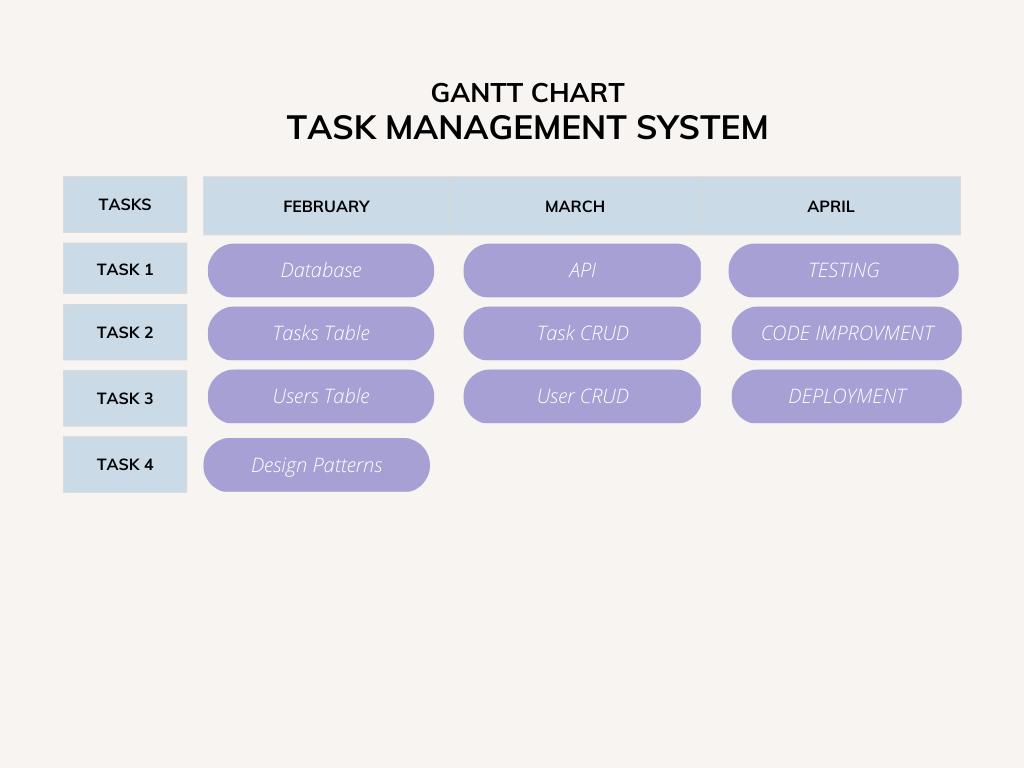 GANTT CHART
TASK MANAGEMENT SYSTEM
TASKS FEBRUARY MARCH APRIL
TASK 1 Database API TESTING
TASK 2 Tasks Table Task CRUD CODE IMPROVMENT
TASK 3 Users Table User CRUD DEPLOYMENT
TASK 4 Design Patterns